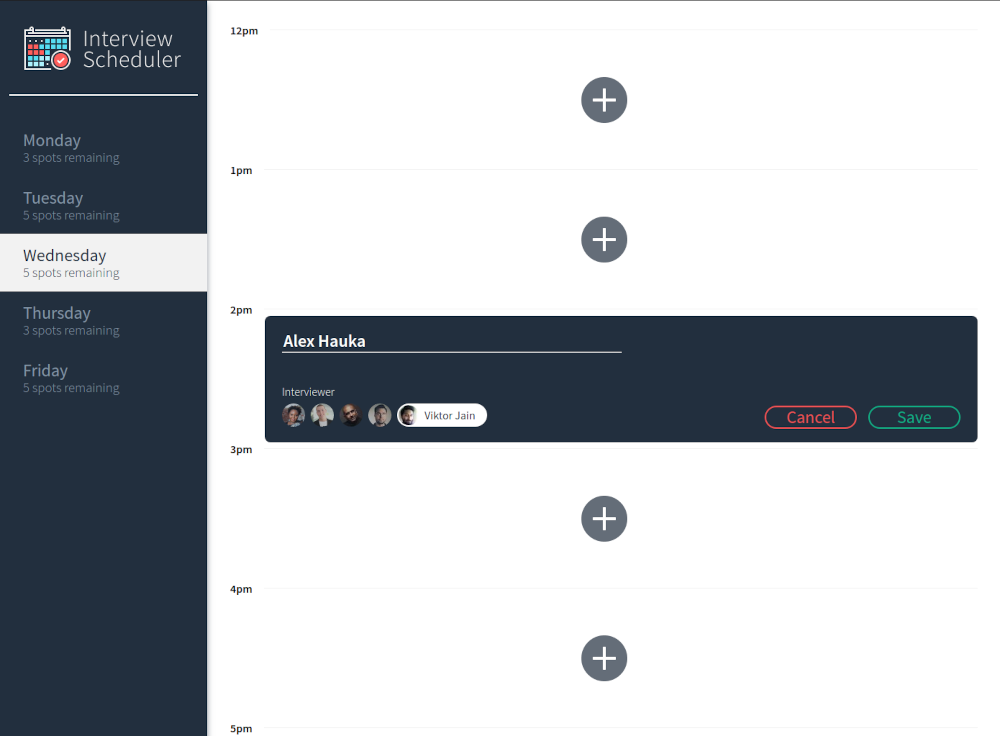 Interview
Scheduler
Monday
3 spots remaining
Tuesday
5 spots remaining
Wednesday
5 spots remaining
Thursday
3 spots remaining
Friday
5 spots remaining
12pm
1pm
2pm
Alex Hauka
Interviewer
Viktor Jain
Cancel
Save
3pm
4pm
5pm